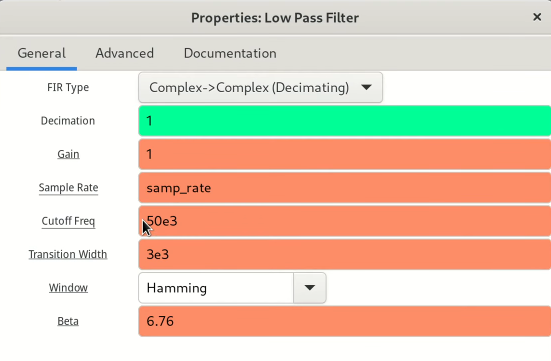 Properties: Low Pass Filter
General Advanced Documentation
FIR Type Complex->Complex (Decimating)
Decimation 1
Gain 1
Sample Rate samp_rate
Cutoff Freq 50e3
Transition Width 3e3
Window Hamming
Beta 6.76